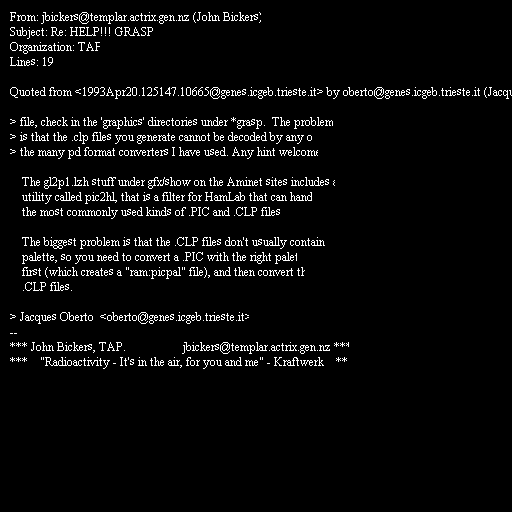 From: jbickers@templar.actrix.gen.nz (John Bickers)
Subject: Re: HELP!!! GRASP
Organization: TAP
Lines: 19
Quoted from <1993Apr20.125147.10665@genes.icgeb.trieste.it> by oberto@genes.icgeb.trieste.it (Jacqu
> file, check in the 'graphics' directories under *grasp. The problem
> is that the .clp files you generate cannot be decoded by any o
> the many pd format converters I have used. Any hint welcome
The gl2p1.lzh stuff under gfx/show on the Aminet sites includes a
utility called pic2hl, that is a filter for HamLab that can hand
the most commonly used kinds of .PIC and .CLP files
The biggest problem is that the .CLP files don't usually contain
palette, so you need to convert a .PIC with the right palet
first (which creates a "ram:picpal" file), and then convert th
.CLP files.
> Jacques Oberto <oberto@genes.icgeb.trieste.it>
--
*** John Bickers, TAP. jbickers@templar.actrix.gen.nz ***
*** "Radioactivity - It's in the air, for you and me" - Kraftwerk **